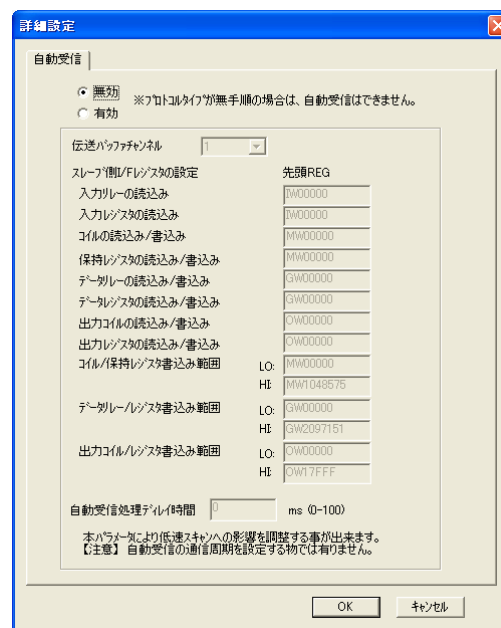 詳細設定
自動受信
無効 ※ﾌﾟﾛﾄｺﾙﾀｲﾌﾟが無手順の場合は、自動受信はできません。
有効
伝送ﾊﾞｯﾌｧﾁｬﾝﾈﾙ 1
ｽﾚｰﾌﾞ側I/Fﾚｼﾞｽﾀの設定 先頭REG
入力ﾘﾚｰの読込み IW00000
入力ﾚｼﾞｽﾀの読込み IW00000
ｺｲﾙの読込み/書込み MW00000
保持ﾚｼﾞｽﾀの読込み/書込み MW00000
ﾃﾞｰﾀﾘﾚｰの読込み/書込み GW00000
ﾃﾞｰﾀﾚｼﾞｽﾀの読込み/書込み GW00000
出力ｺｲﾙの読込み/書込み OW00000
出力ﾚｼﾞｽﾀの読込み/書込み OW00000
ｺｲﾙ/保持ﾚｼﾞｽﾀ書込み範囲 LO: MW00000
HI: MW1048575
ﾃﾞｰﾀﾘﾚｰ/ﾚｼﾞｽﾀ書込み範囲 LO: GW00000
HI: GW2097151
出力ｺｲﾙ/ﾚｼﾞｽﾀ書込み範囲 LO: OW00000
HI: OW17FFF
自動受信処理ﾃﾞｨﾚｲ時間 0 ms (0-100)
本ﾊﾟﾗﾒｰﾀにより低速ｽｷｬﾝへの影響を調整する事が出来ます。
【注意】 自動受信の通信周期を設定する物では有りません。
OK ｷｬﾝｾﾙ